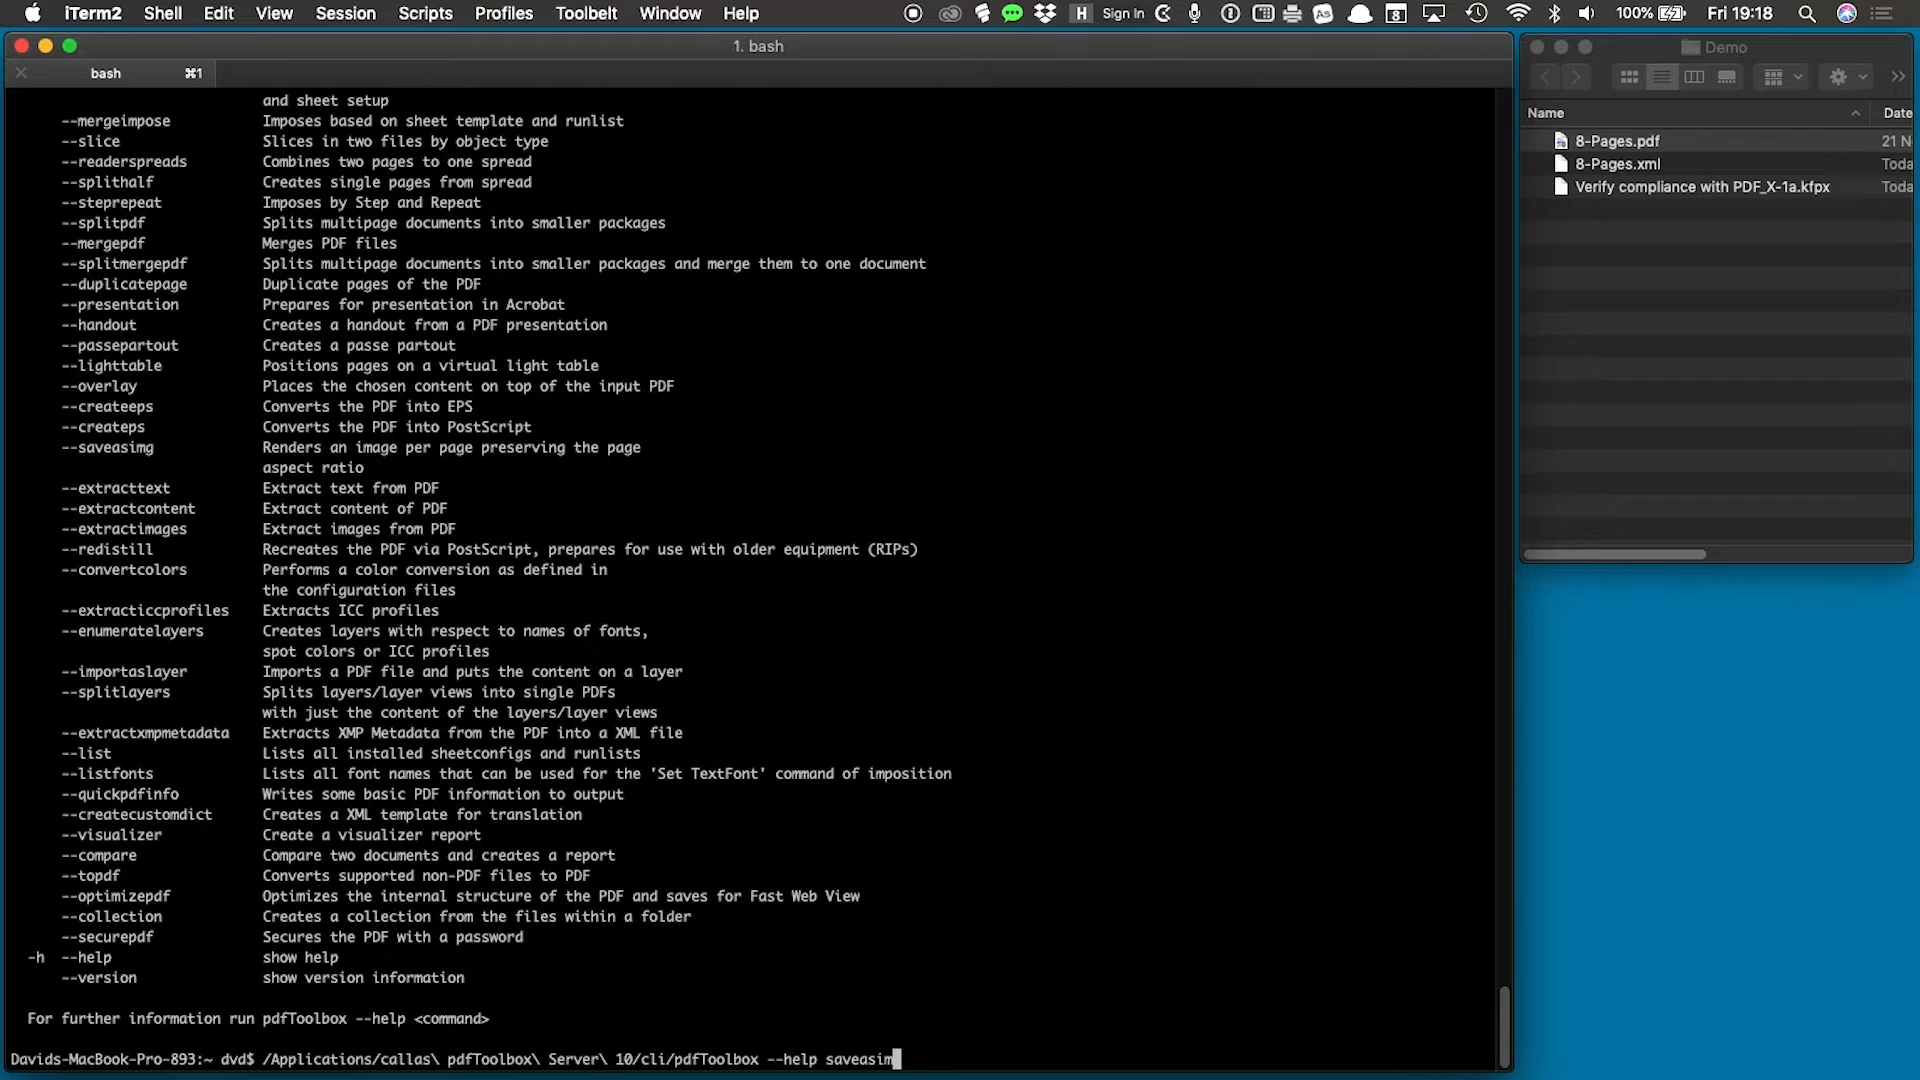 iTerm2 Shell Edit View Session Scripts Profiles Toolbelt Window Help H Sign In As 8 100% Fri 19:18
1. bash
bash ⌘1
and sheet setup
--mergeimpose Imposes based on sheet template and runlist
--slice Slices in two files by object type
--readerspreads Combines two pages to one spread
--splithalf Creates single pages from spread
--steprepeat Imposes by Step and Repeat
--splitpdf Splits multipage documents into smaller packages
--mergepdf Merges PDF files
--splitmergepdf Splits multipage documents into smaller packages and merge them to one document
--duplicatepage Duplicate pages of the PDF
--presentation Prepares for presentation in Acrobat
--handout Creates a handout from a PDF presentation
--passepartout Creates a passe partout
--lighttable Positions pages on a virtual light table
--overlay Places the chosen content on top of the input PDF
--createeps Converts the PDF into EPS
--createps Converts the PDF into PostScript
--saveasimg Renders an image per page preserving the page
aspect ratio
--extracttext Extract text from PDF
--extractcontent Extract content of PDF
--extractimages Extract images from PDF
--redistill Recreates the PDF via PostScript, prepares for use with older equipment (RIPs)
--convertcolors Performs a color conversion as defined in
the configuration files
--extracticcprofiles Extracts ICC profiles
--enumeratelayers Creates layers with respect to names of fonts,
spot colors or ICC profiles
--importaslayer Imports a PDF file and puts the content on a layer
--splitlayers Splits layers/layer views into single PDFs
with just the content of the layers/layer views
--extractxmpmetadata Extracts XMP Metadata from the PDF into a XML file
--list Lists all installed sheetconfigs and runlists
--listfonts Lists all font names that can be used for the 'Set TextFont' command of imposition
--quickpdfinfo Writes some basic PDF information to output
--createcustomdict Creates a XML template for translation
--visualizer Create a visualizer report
--compare Compare two documents and creates a report
--topdf Converts supported non-PDF files to PDF
--optimizepdf Optimizes the internal structure of the PDF and saves for Fast Web View
--collection Creates a collection from the files within a folder
--securepdf Secures the PDF with a password
-h --help show help
--version show version information
For further information run pdfToolbox --help <command>
Davids-MacBook-Pro-893:~ dvd$ /Applications/callas\ pdfToolbox\ Server\ 10/cli/pdfToolbox --help saveasim
Demo
Name Date
8-Pages.pdf 21 N
8-Pages.xml Toda
Verify compliance with PDF_X-1a.kfpx Toda